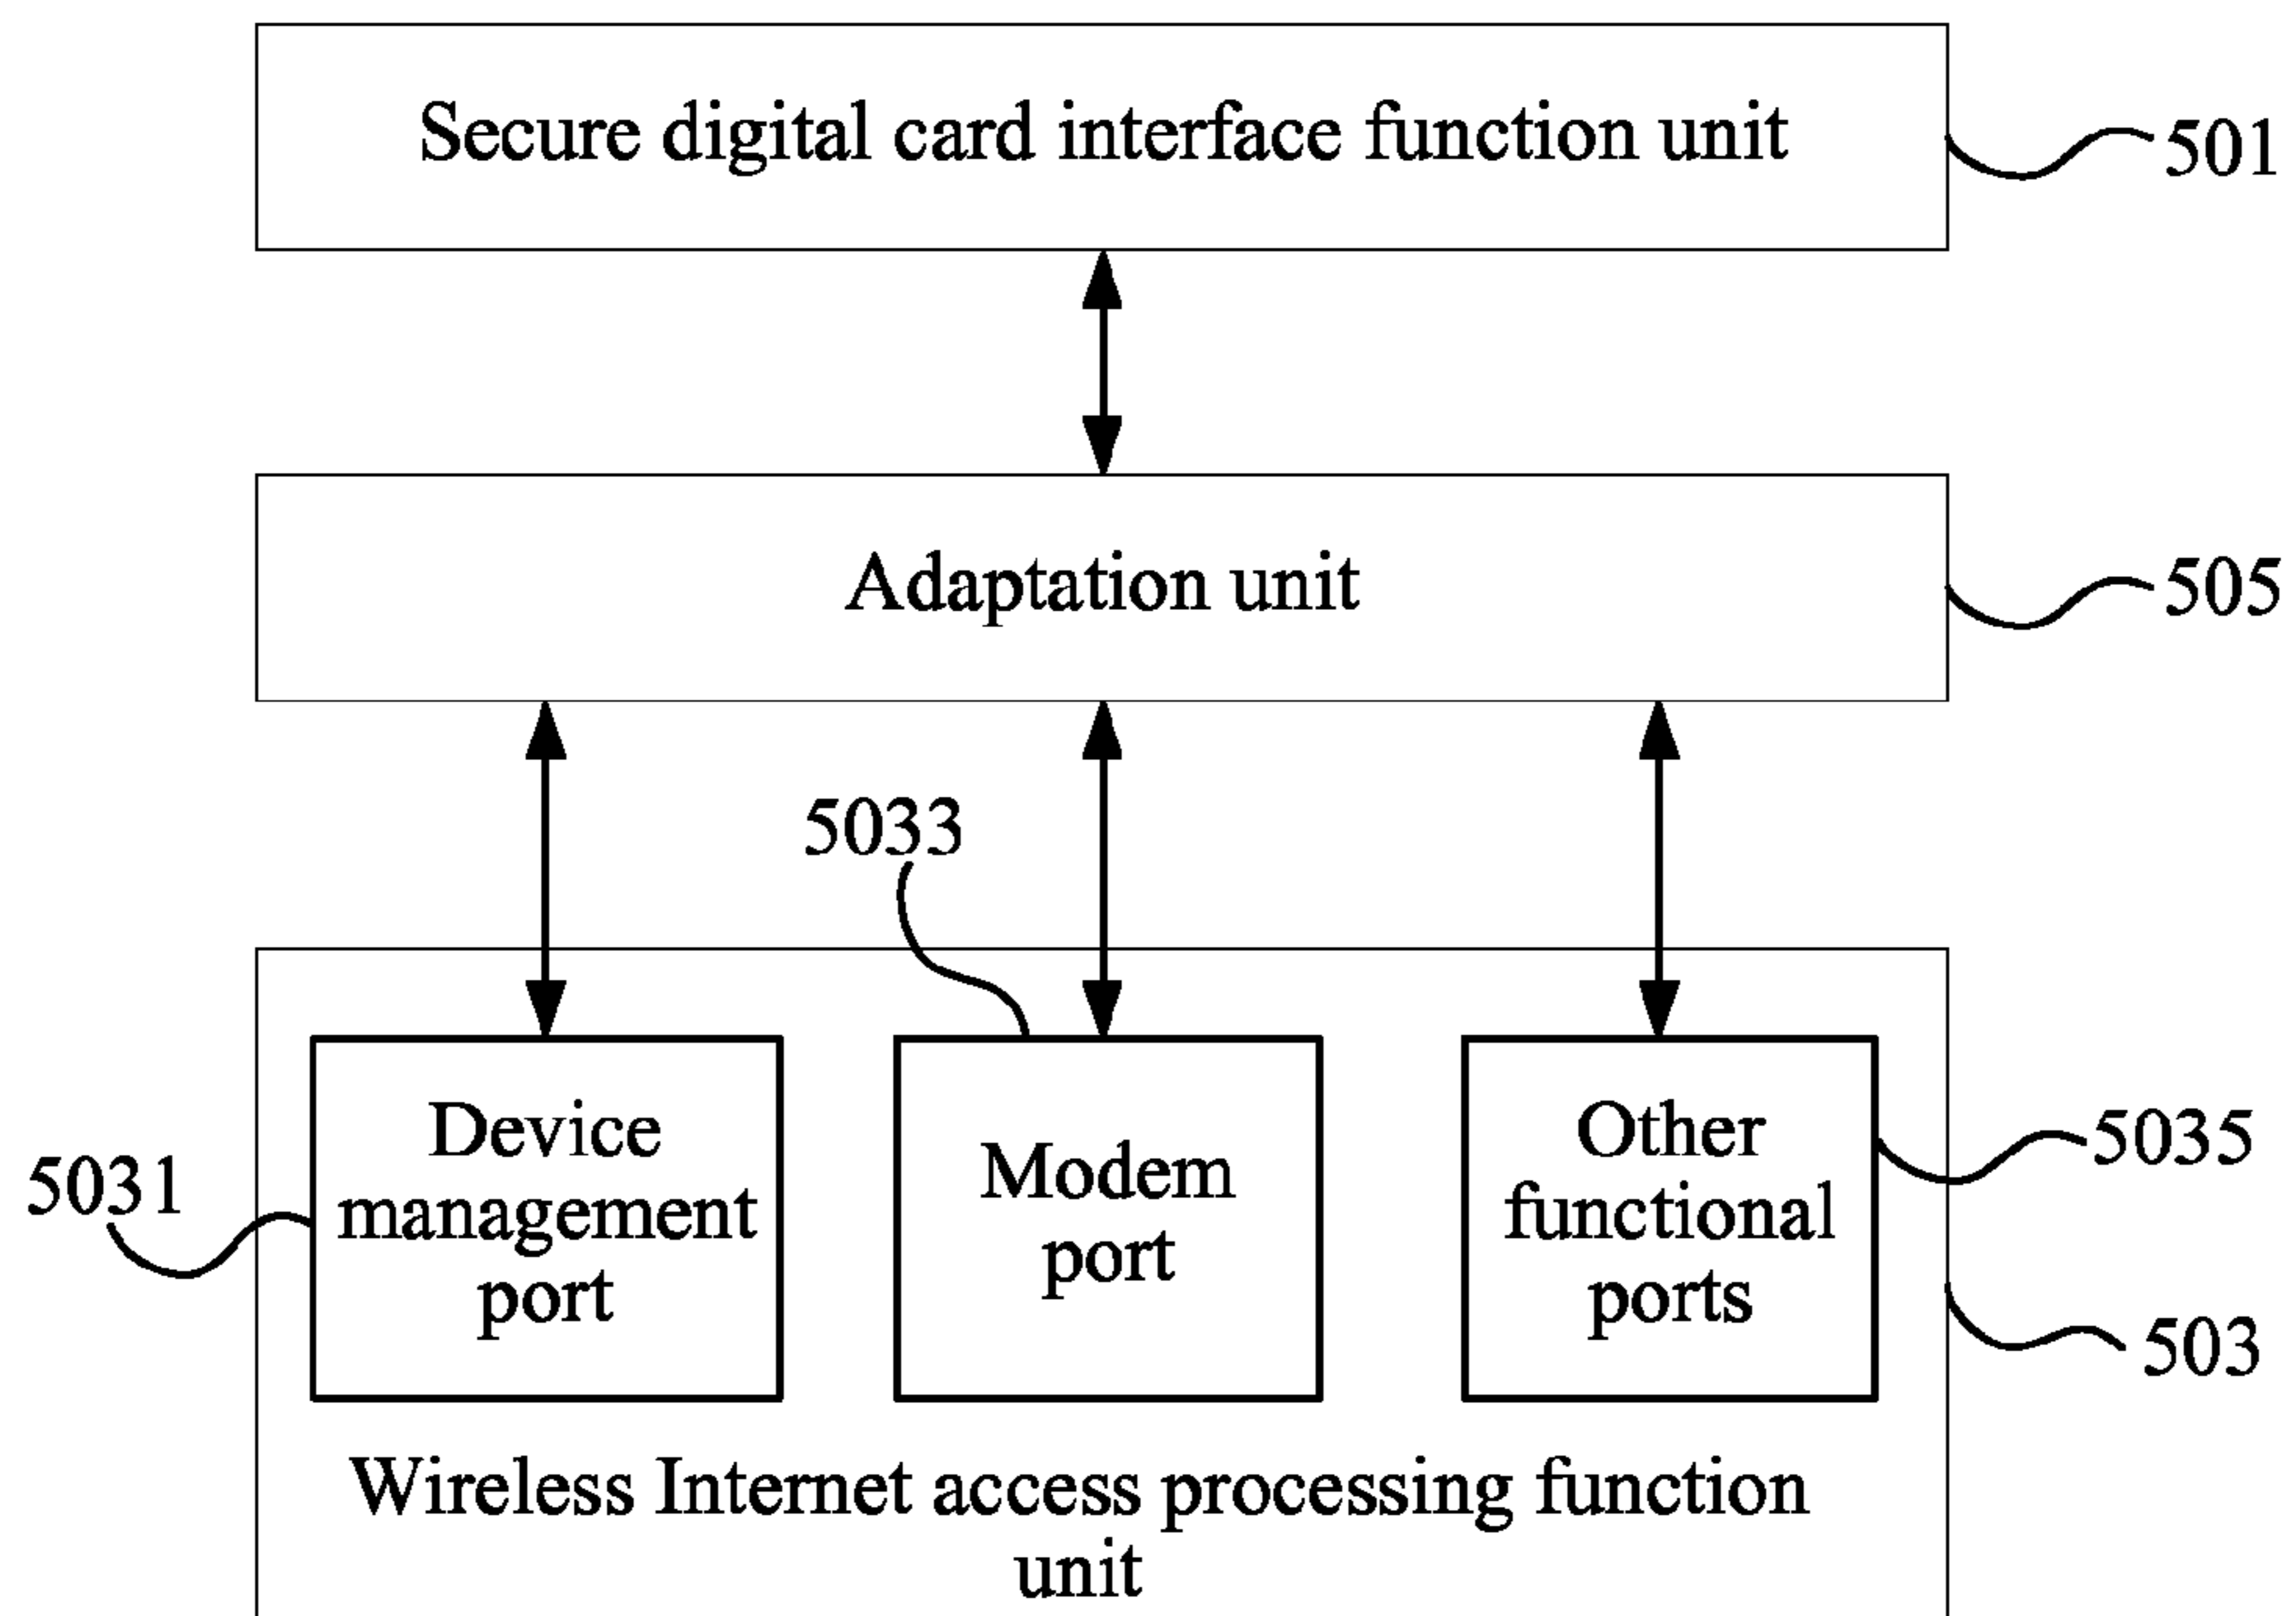 Secure digital card interface function unit
501
Adaptation unit
505
5033
Device
management
port
5031
Modem
port
Other
functional
ports
5035
503
Wireless Internet access processing function
unit